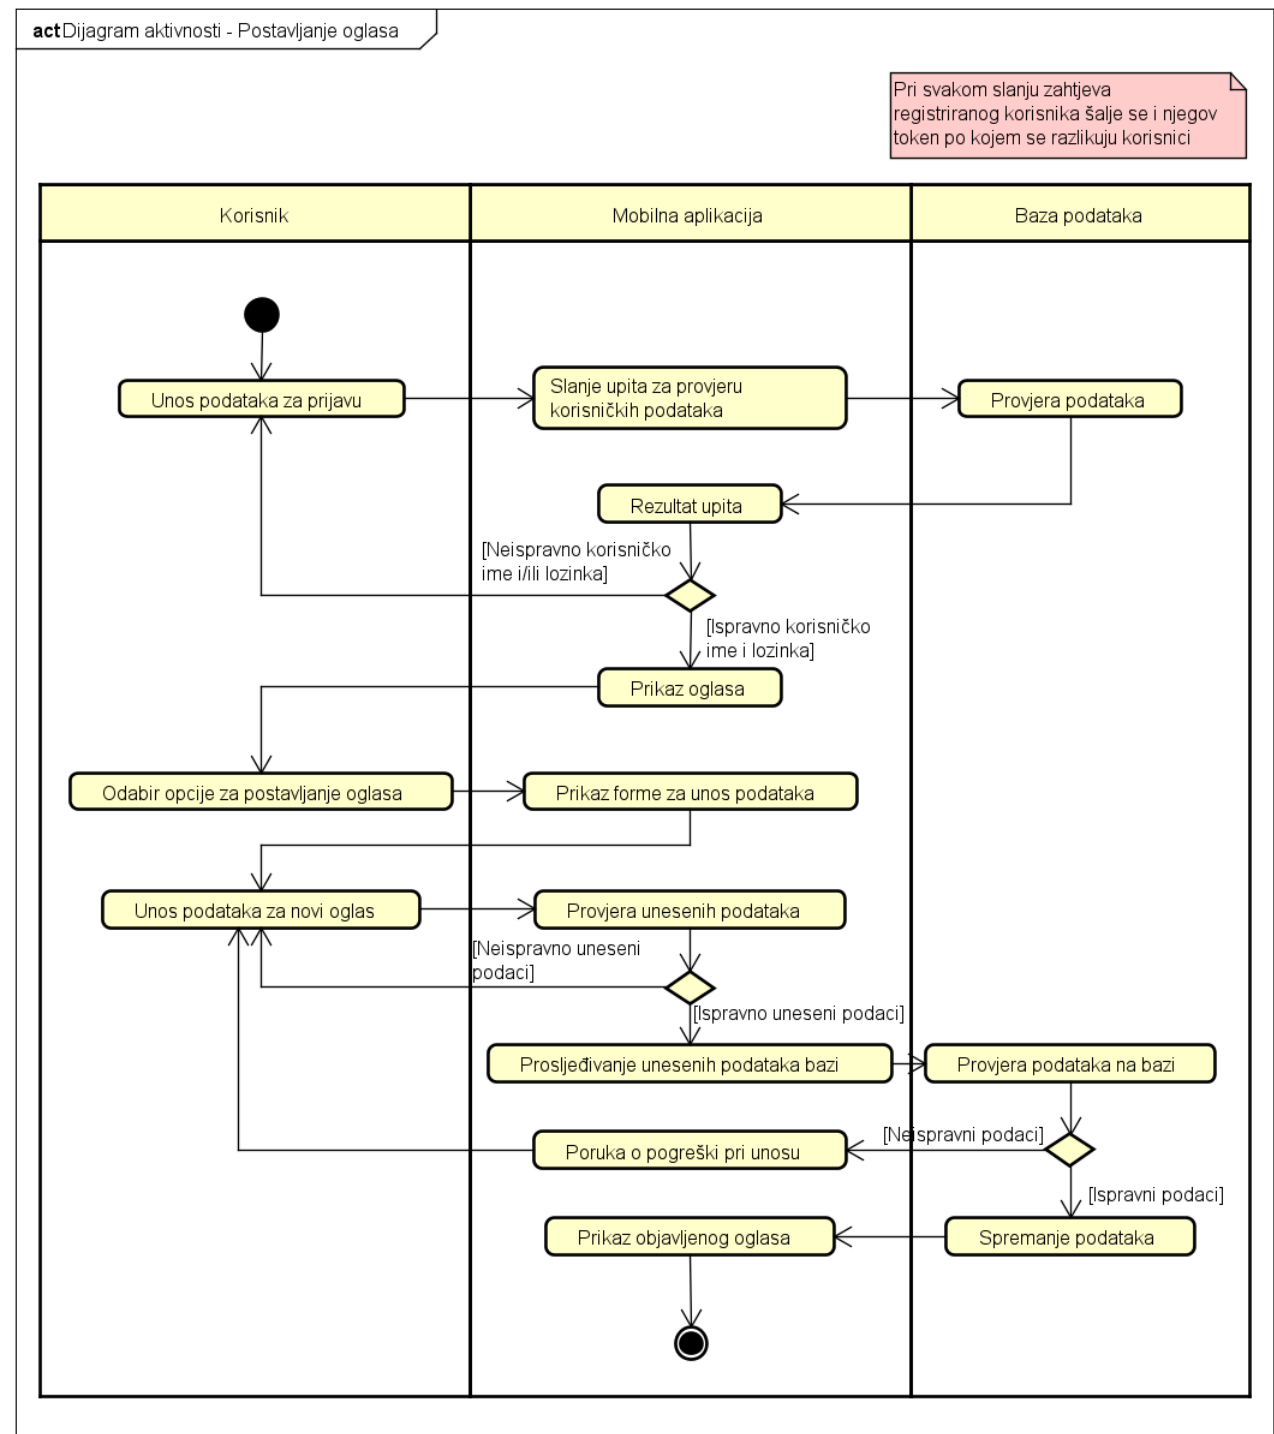 act Dijagram aktivnosti - Postavljanje oglasa
Pri svakom slanju zahtjeva
registriranog korisnika šalje se i njegov
token po kojem se razlikuju korisnici
Korisnik
Mobilna aplikacija
Baza podataka
Unos podataka za prijavu
Slanje upita za provjeru
korisničkih podataka
Provjera podataka
Rezultat upita
[Neispravno korisničko
ime i/ili lozinka]
[Ispravno korisničko
ime i lozinka]
Prikaz oglasa
Odabir opcije za postavljanje oglasa
Prikaz forme za unos podataka
Unos podataka za novi oglas
Provjera unesenih podataka
[Neispravno uneseni
podaci]
[Ispravno uneseni podaci]
Prosljeđivanje unesenih podataka bazi
Provjera podataka na bazi
[Neispravni podaci]
Poruka o pogreški pri unosu
[Ispravni podaci]
Prikaz objavljenog oglasa
Spremanje podataka